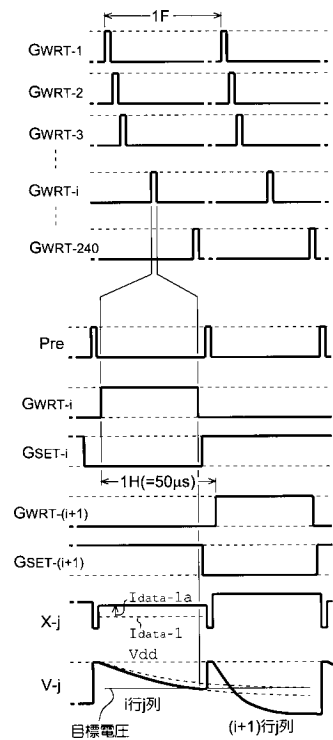 1F
GWRT-1
GWRT-2
GWRT-3
GWRT-i
GWRT-240
Pre
GWRT-i
GSET-i
1H(=50μs)
GWRT-(i+1)
GSET-(i+1)
Idata-1a
X-j
Idata-1
Vdd
V-j
i行j列
(i+1)行j列
目標電圧